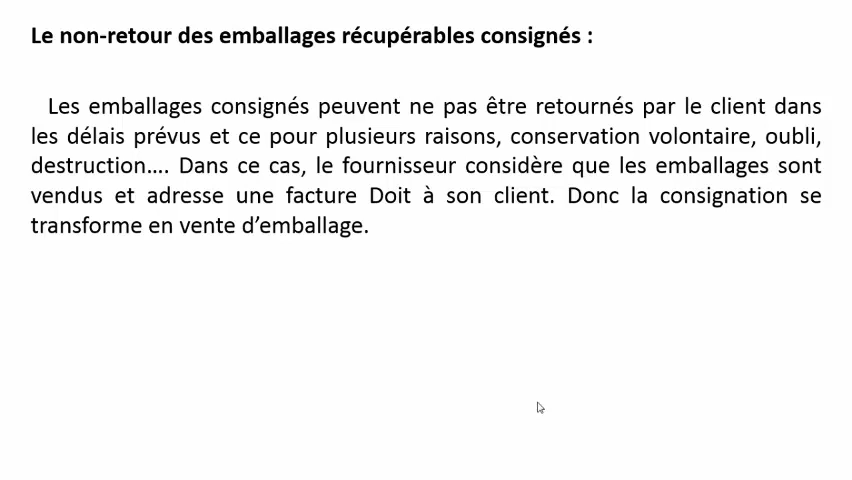 Le non-retour des emballages récupérables consignés :
Les emballages consignés peuvent ne pas être retournés par le client dans
les délais prévus et ce pour plusieurs raisons, conservation volontaire, oubli,
destruction…. Dans ce cas, le fournisseur considère que les emballages sont
vendus et adresse une facture Doit à son client. Donc la consignation se
transforme en vente d’emballage.